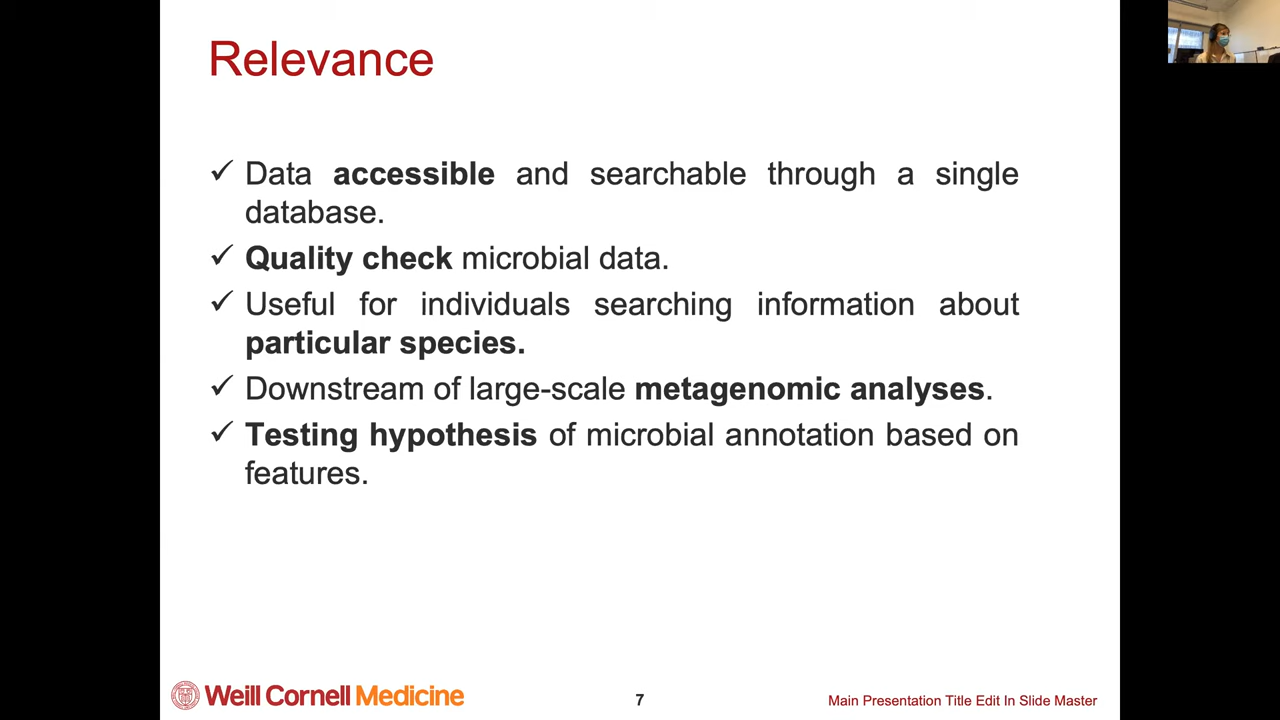 Relevance
✓ Data accessible and searchable through a single
database.
✓ Quality check microbial data.
✓ Useful for individuals searching information about
particular species.
✓ Downstream of large-scale metagenomic analyses.
✓ Testing hypothesis of microbial annotation based on
features.
Weill Cornell Medicine
7
Main Presentation Title Edit In Slide Master